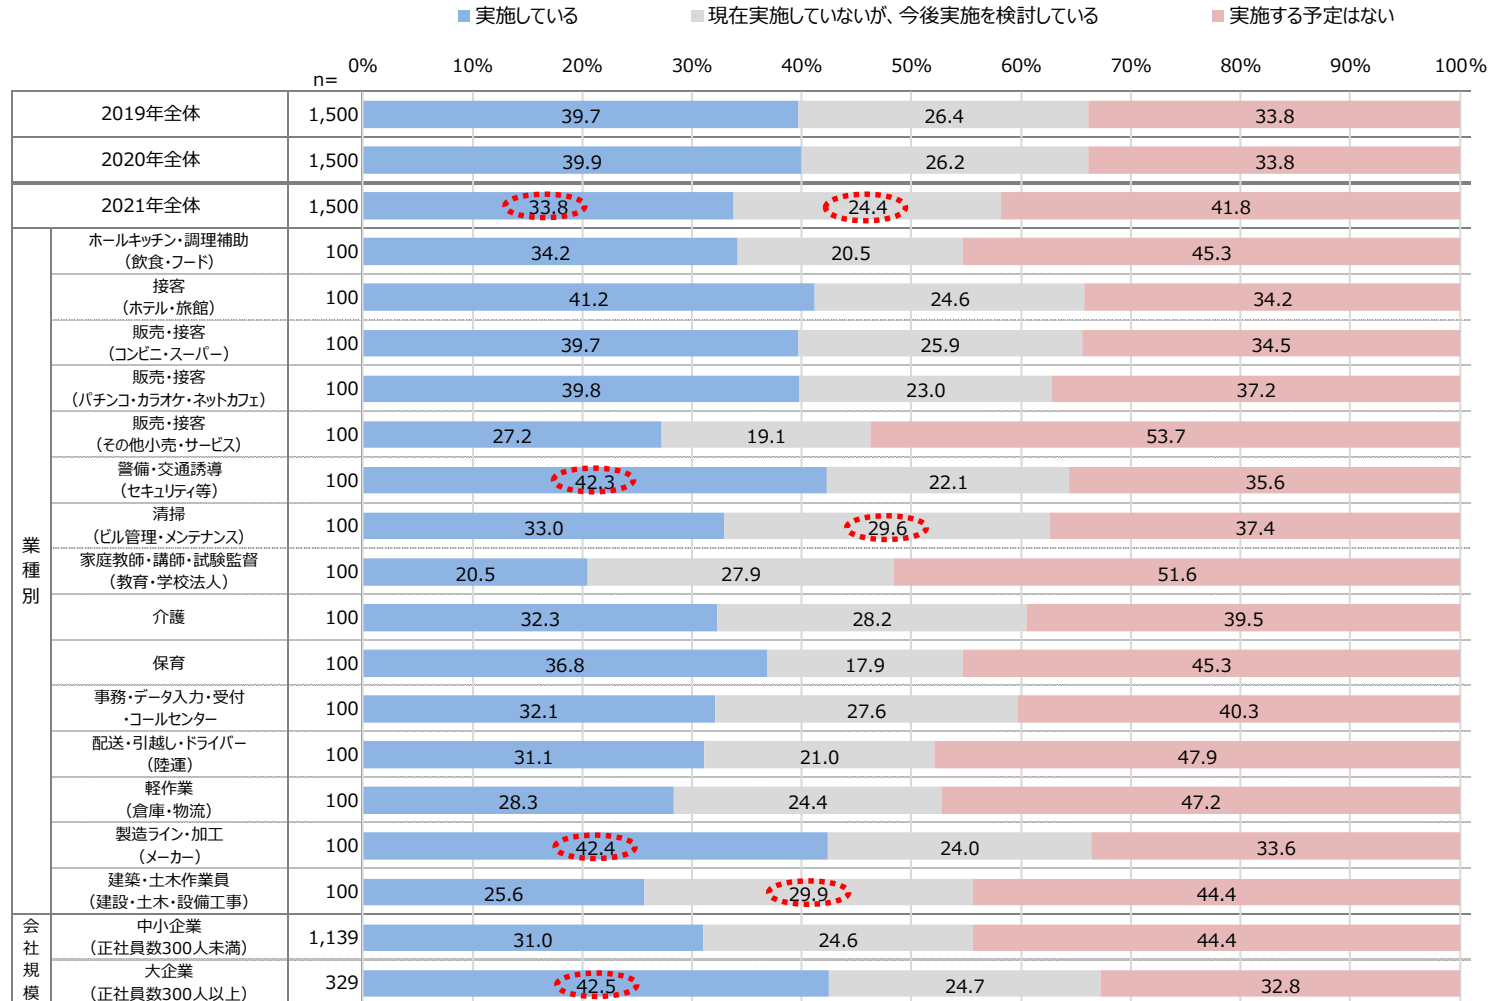 実施している 現在実施していないが、今後実施を検討している 実施する予定はない
n= 0% 10% 20% 30% 40% 50% 60% 70% 80% 90% 100%
2019年全体 1,500 39.7 26.4 33.8
2020年全体 1,500 39.9 26.2 33.8
2021年全体 1,500 33.8 24.4 41.8
業種別
ホールキッチン・調理補助
(飲食・フード) 100 34.2 20.5 45.3
接客
(ホテル・旅館) 100 41.2 24.6 34.2
販売・接客
(コンビニ・スーパー) 100 39.7 25.9 34.5
販売・接客
(パチンコ・カラオケ・ネットカフェ) 100 39.8 23.0 37.2
販売・接客
(その他小売・サービス) 100 27.2 19.1 53.7
警備・交通誘導
(セキュリティ等) 100 42.3 22.1 35.6
清掃
(ビル管理・メンテナンス) 100 33.0 29.6 37.4
家庭教師・講師・試験監督
(教育・学校法人) 100 20.5 27.9 51.6
介護 100 32.3 28.2 39.5
保育 100 36.8 17.9 45.3
事務・データ入力・受付
・コールセンター 100 32.1 27.6 40.3
配送・引越し・ドライバー
(陸運) 100 31.1 21.0 47.9
軽作業
(倉庫・物流) 100 28.3 24.4 47.2
製造ライン・加工
(メーカー) 100 42.4 24.0 33.6
建築・土木作業員
(建設・土木・設備工事) 100 25.6 29.9 44.4
会社規模
中小企業
(正社員数300人未満) 1,139 31.0 24.6 44.4
大企業
(正社員数300人以上) 329 42.5 24.7 32.8